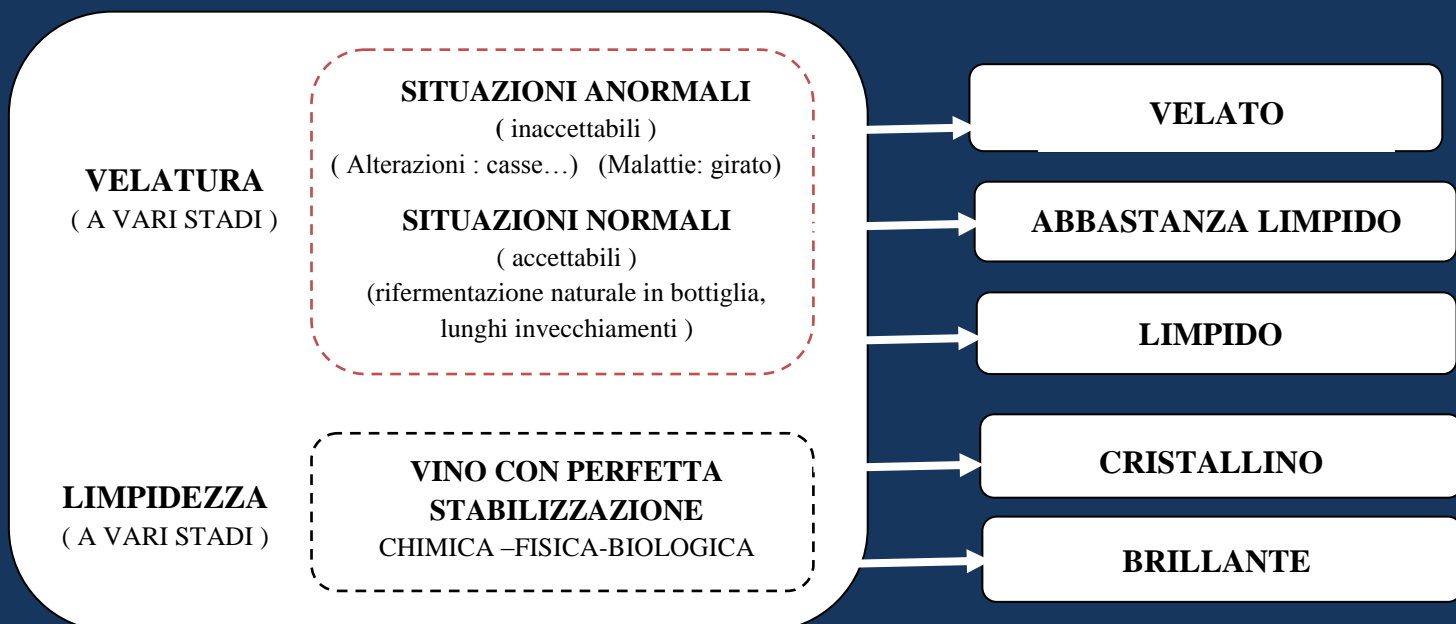 VELATURA
( A VARI STADI )
SITUAZIONI ANORMALI
( inaccettabili )
( Alterazioni : casse…) (Malattie: girato)
SITUAZIONI NORMALI
( accettabili )
(rifermentazione naturale in bottiglia,
lunghi invecchiamenti )
LIMPIDEZZA
( A VARI STADI )
VINO CON PERFETTA
STABILIZZAZIONE
CHIMICA –FISICA-BIOLOGICA
VELATO
ABBASTANZA LIMPIDO
LIMPIDO
CRISTALLINO
BRILLANTE